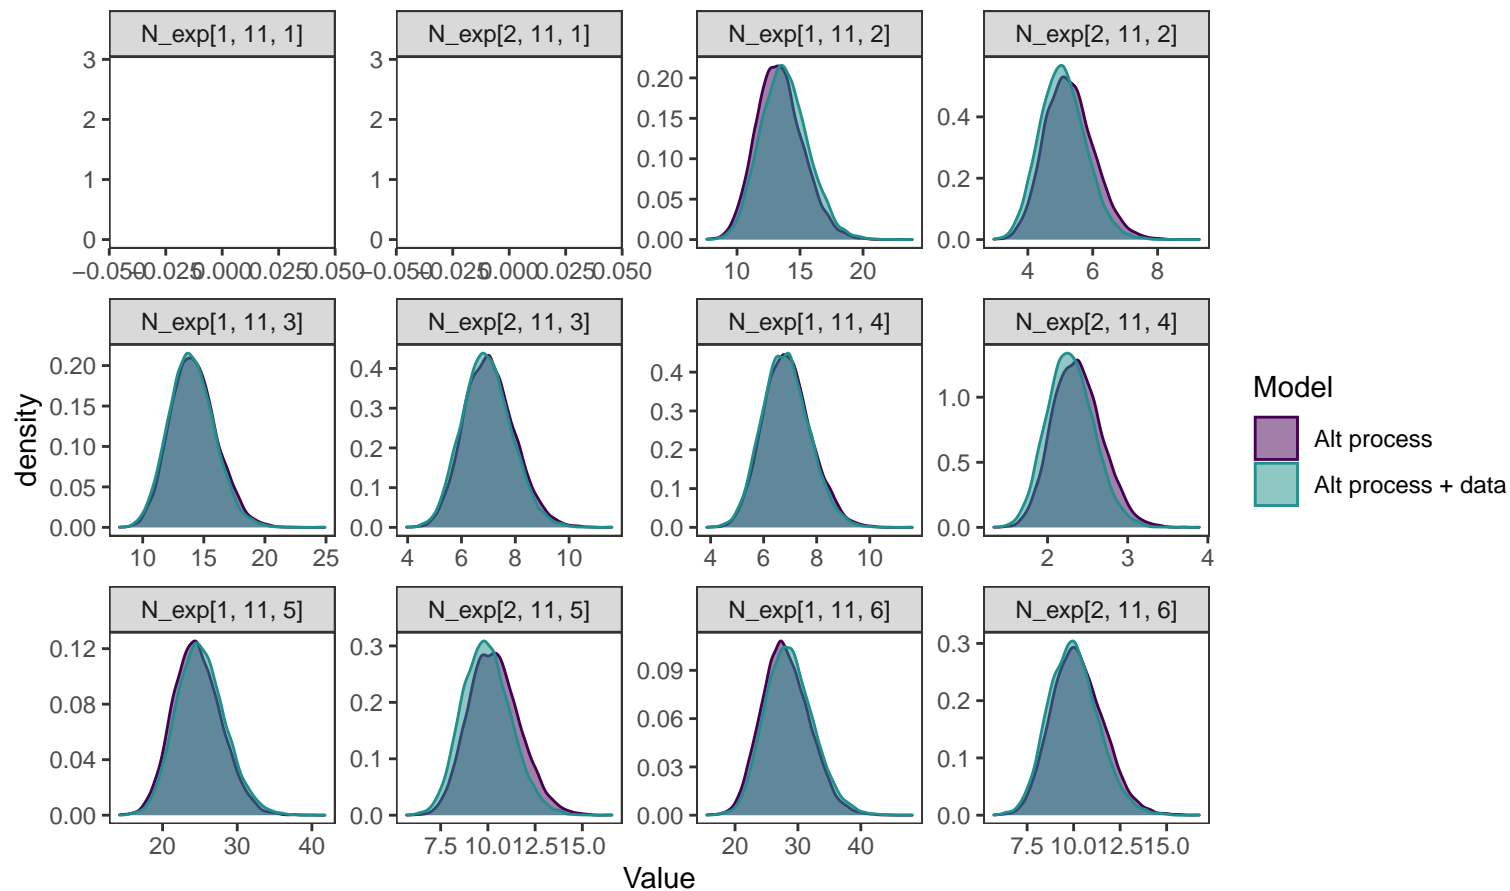 N_exp[1, 11, 1] N_exp[2, 11, 1] N_exp[1, 11, 2] N_exp[2, 11, 2]
3 2 1 0
−0.050 −0.025 0.000 0.025 0.050
3 2 1 0
−0.050 −0.025 0.000 0.025 0.050
0.20 0.15 0.10 0.05 0.00
10 15 20
0.4 0.2 0.0
4 6 8
N_exp[1, 11, 3] N_exp[2, 11, 3] N_exp[1, 11, 4] N_exp[2, 11, 4]
0.20 0.15 0.10 0.05 0.00
10 15 20 25
0.4 0.3 0.2 0.1 0.0
4 6 8 10
0.4 0.3 0.2 0.1 0.0
4 6 8 10
1.0 0.5 0.0
2 3 4
N_exp[1, 11, 5] N_exp[2, 11, 5] N_exp[1, 11, 6] N_exp[2, 11, 6]
0.12 0.08 0.04 0.00
20 30 40
0.3 0.2 0.1 0.0
7.5 10.0 12.5 15.0
0.09 0.06 0.03 0.00
20 30 40
0.3 0.2 0.1 0.0
7.5 10.0 12.5 15.0
density
Value
Model
Alt process
Alt process + data